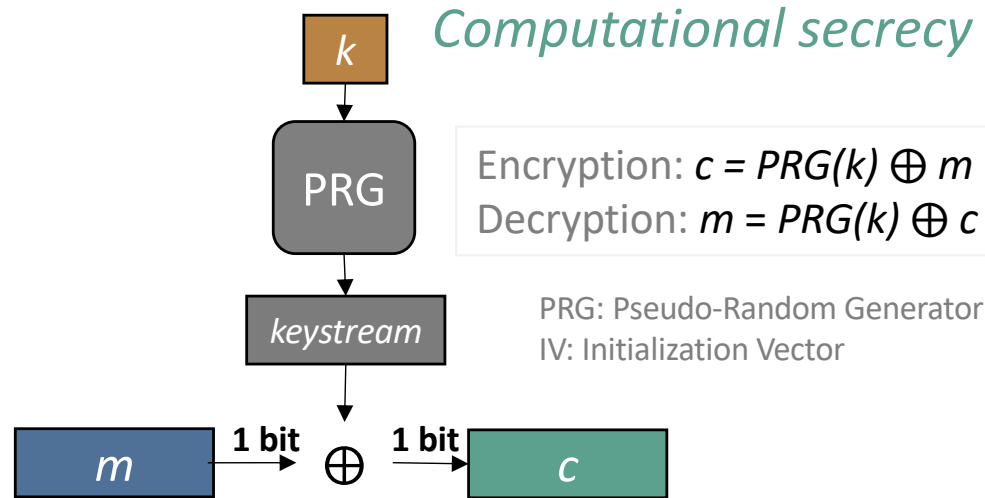 Computational secrecy
k
PRG
Encryption: c = PRG(k) ⊕ m
Decryption: m = PRG(k) ⊕ c
keystream
PRG: Pseudo-Random Generator
IV: Initialization Vector
m
1 bit
⊕
1 bit
c